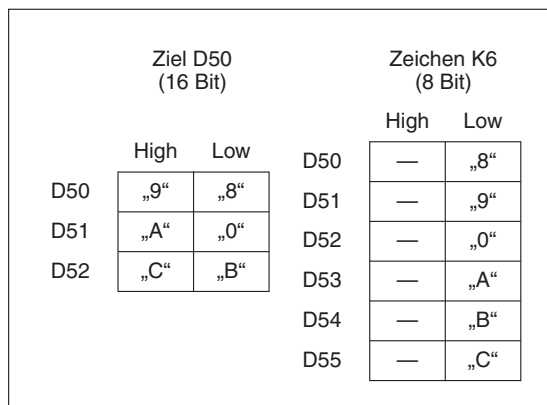 Ziel D50
(16 Bit)
High Low
D50 „9“ „8“
D51 „A“ „0“
D52 „C“ „B“
Zeichen K6
(8 Bit)
High Low
D50 — „8“
D51 — „9“
D52 — „0“
D53 — „A“
D54 — „B“
D55 — „C“